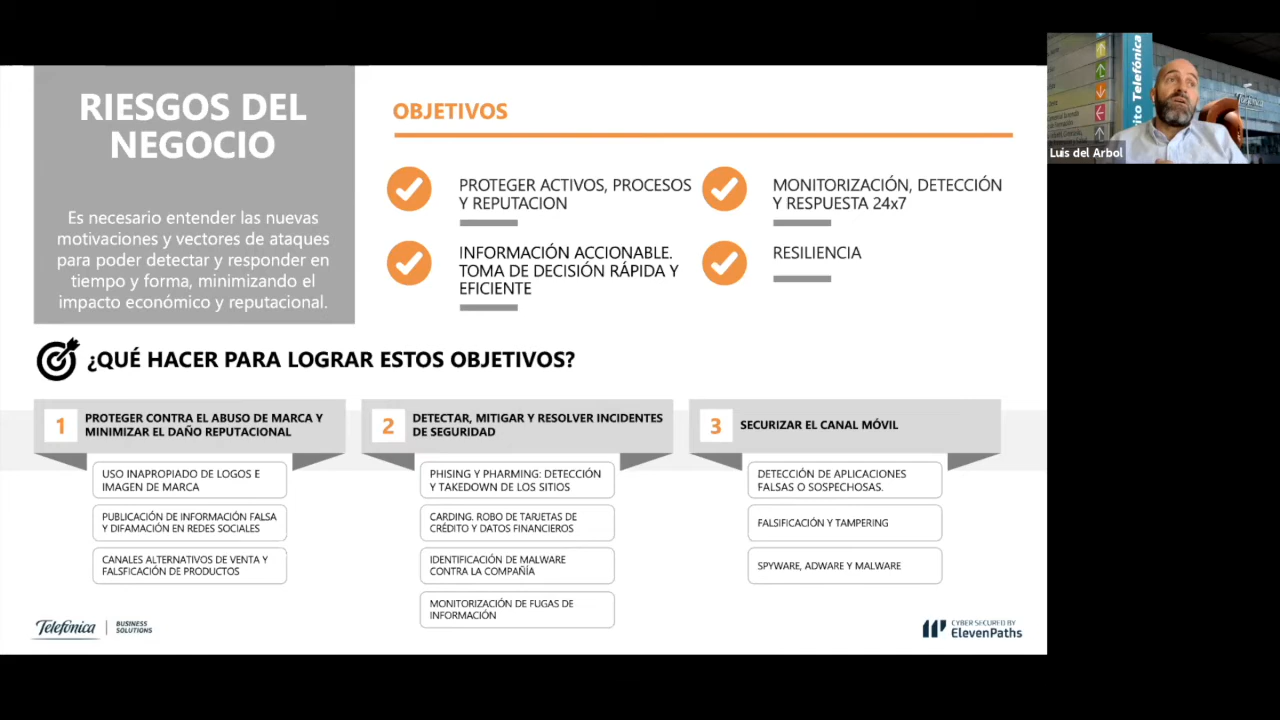 RIESGOS DEL
NEGOCIO
Es necesario entender las nuevas
motivaciones y vectores de ataques
para poder detectar y responder en
tiempo y forma, minimizando el
impacto económico y reputacional.
OBJETIVOS
PROTEGER ACTIVOS, PROCESOS
Y REPUTACION
MONITORIZACIÓN, DETECCIÓN
Y RESPUESTA 24x7
INFORMACIÓN ACCIONABLE.
TOMA DE DECISIÓN RÁPIDA Y
EFICIENTE
RESILIENCIA
¿QUÉ HACER PARA LOGRAR ESTOS OBJETIVOS?
1
PROTEGER CONTRA EL ABUSO DE MARCA Y
MINIMIZAR EL DAÑO REPUTACIONAL
USO INAPROPIADO DE LOGOS E
IMAGEN DE MARCA
PUBLICACIÓN DE INFORMACIÓN FALSA
Y DIFAMACIÓN EN REDES SOCIALES
CANALES ALTERNATIVOS DE VENTA Y
FALSFICACIÓN DE PRODUCTOS
2
DETECTAR, MITIGAR Y RESOLVER INCIDENTES
DE SEGURIDAD
PHISING Y PHARMING: DETECCIÓN
Y TAKEDOWN DE LOS SITIOS
CARDING. ROBO DE TARJETAS DE
CRÉDITO Y DATOS FINANCIEROS
IDENTIFICACIÓN DE MALWARE
CONTRA LA COMPAÑÍA
MONITORIZACIÓN DE FUGAS DE
INFORMACIÓN
3
SECURIZAR EL CANAL MÓVIL
DETECCIÓN DE APLICACIONES
FALSAS O SOSPECHOSAS.
FALSIFICACIÓN Y TAMPERING
SPYWARE, ADWARE Y MALWARE
Telefónica
BUSINESS
SOLUTIONS
CYBER SECURED BY
ElevenPaths
ito Telefónica
Telefónica
Luis del Arbol